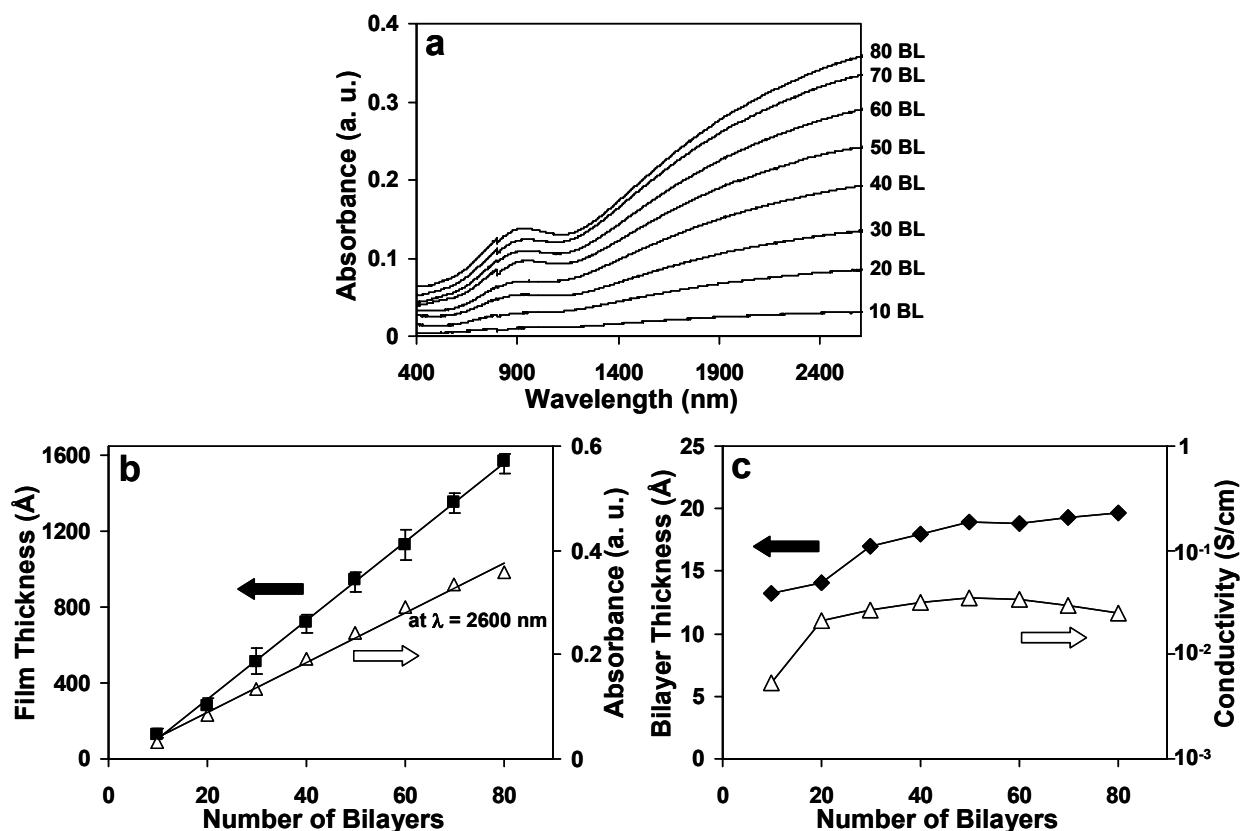 a
0.4
0.3
0.2
0.1
0
Absorbance (a. u.)
80 BL
70 BL
60 BL
50 BL
40 BL
30 BL
20 BL
10 BL
400 900 1400 1900 2400
Wavelength (nm)
b
1600
1200
800
400
0
Film Thickness (Å)
0.6
0.4
0.2
0
Absorbance (a. u.)
at λ = 2600 nm
0 20 40 60 80
Number of Bilayers
c
25
20
15
10
5
0
Bilayer Thickness (Å)
1
10⁻¹
10⁻²
10⁻³
Conductivity (S/cm)
0 20 40 60 80
Number of Bilayers